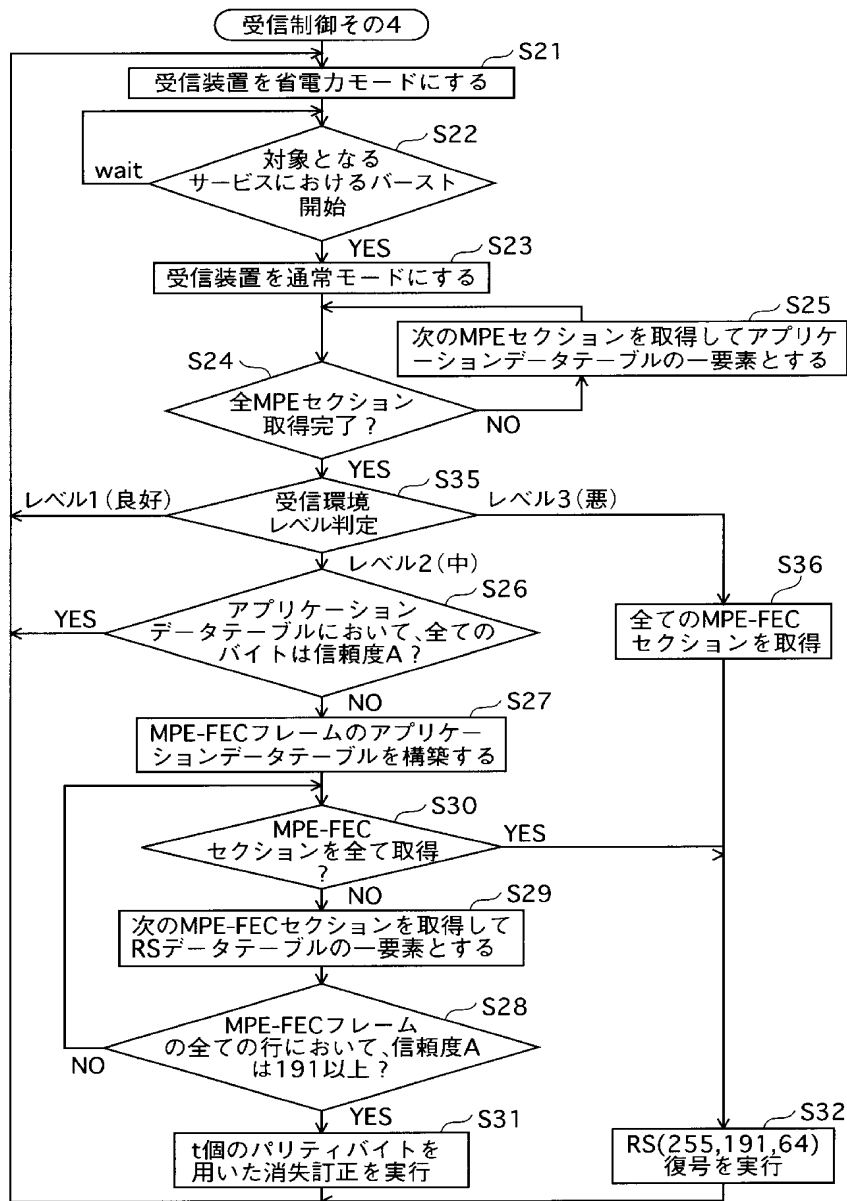 受信制御その4
S21
受信装置を省電力モードにする
S22
wait
対象となる
サービスにおけるバースト
開始
YES
S23
受信装置を通常モードにする
S25
次のMPEセクションを取得してアプリケ
ーションデータテーブルの一要素とする
S24
全MPEセクション
取得完了?
NO
YES
S35
レベル1(良好)
受信環境
レベル判定
レベル3(悪)
レベル2(中)
S26
S36
YES
アプリケーション
データテーブルにおいて、全ての
バイトは信頼度A?
全てのMPE-FEC
セクションを取得
NO
S27
MPE-FECフレームのアプリケー
ションデータテーブルを構築する
S30
MPE-FEC
セクションを全て取得
?
YES
NO
S29
次のMPE-FECセクションを取得して
RSデータテーブルの一要素とする
S28
MPE-FECフレーム
の全ての行において、信頼度A
は191以上?
NO
YES
S31
t個のパリティバイトを
用いた消失訂正を実行
S32
RS(255,191,64)
復号を実行